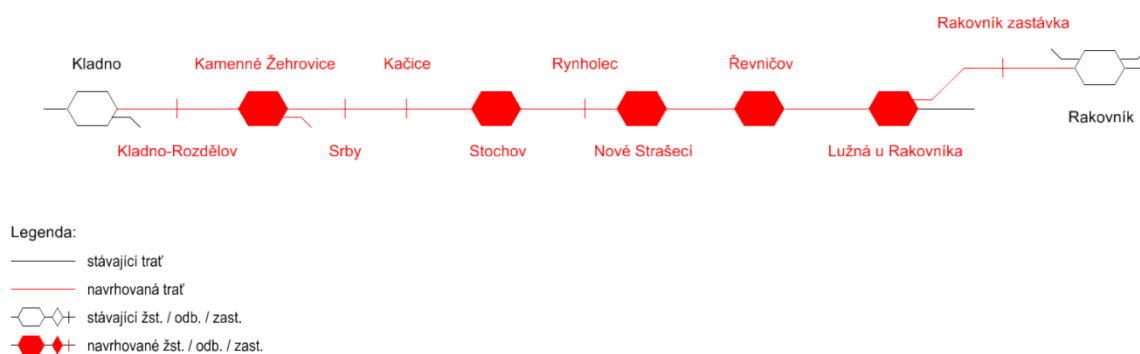 Rakovník zastávka
Kladno
Kamenné Žehrovice
Kačice
Rynholec
Řevničov
Rakovník
Kladno-Rozdělov
Srby
Stochov
Nové Strašecí
Lužná u Rakovníka
Legenda:
stávající trať
navrhovaná trať
stávající žst. / odb. / zast.
navrhované žst. / odb. / zast.